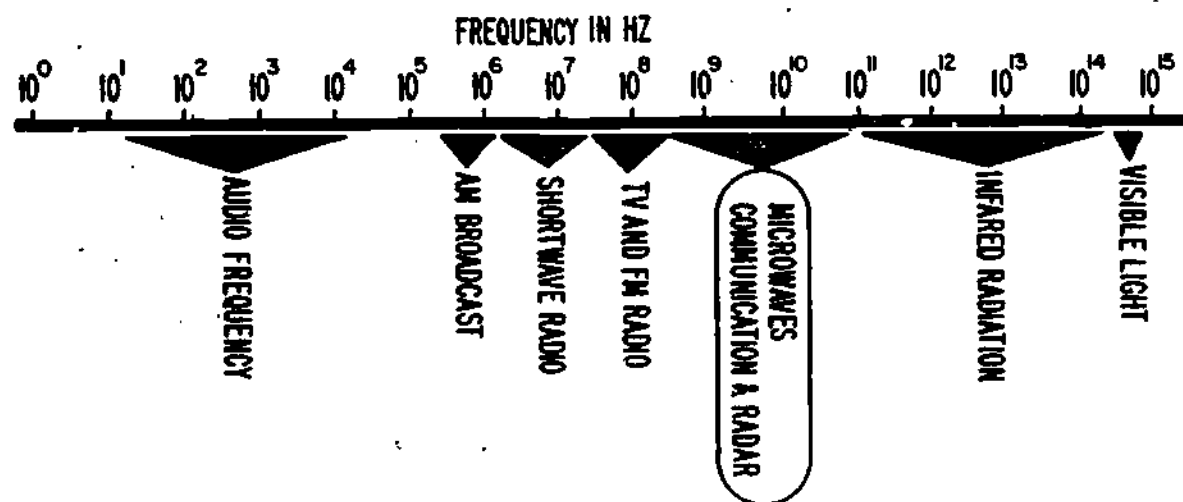 FREQUENCY IN HZ
10⁰ 10¹ 10² 10³ 10⁴ 10⁵ 10⁶ 10⁷ 10⁸ 10⁹ 10¹⁰ 10¹¹ 10¹² 10¹³ 10¹⁴ 10¹⁵
AUDIO FREQUENCY
AM BROADCAST
SHORTWAVE RADIO
TV AND FM RADIO
MICROWAVES
COMMUNICATION & RADAR
INFARED RADIATION
VISIBLE LIGHT